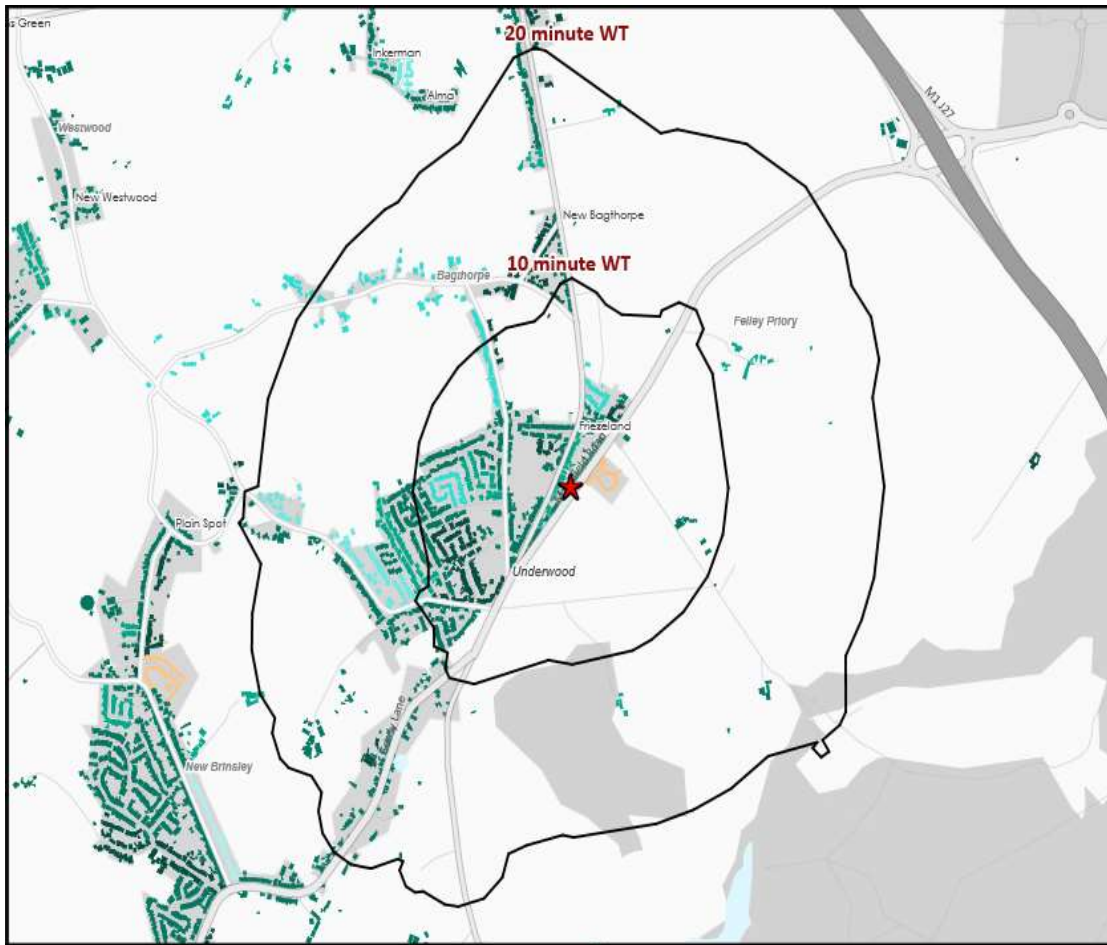 20 minute WT
s Green
Inkerman
Alma
M1 J27
Westwood
New Westwood
New Bagthorpe
10 minute WT
Bagthorpe
Felley Priory
Friezeland
Plain Spot
Underwood
Lane
New Brinsley